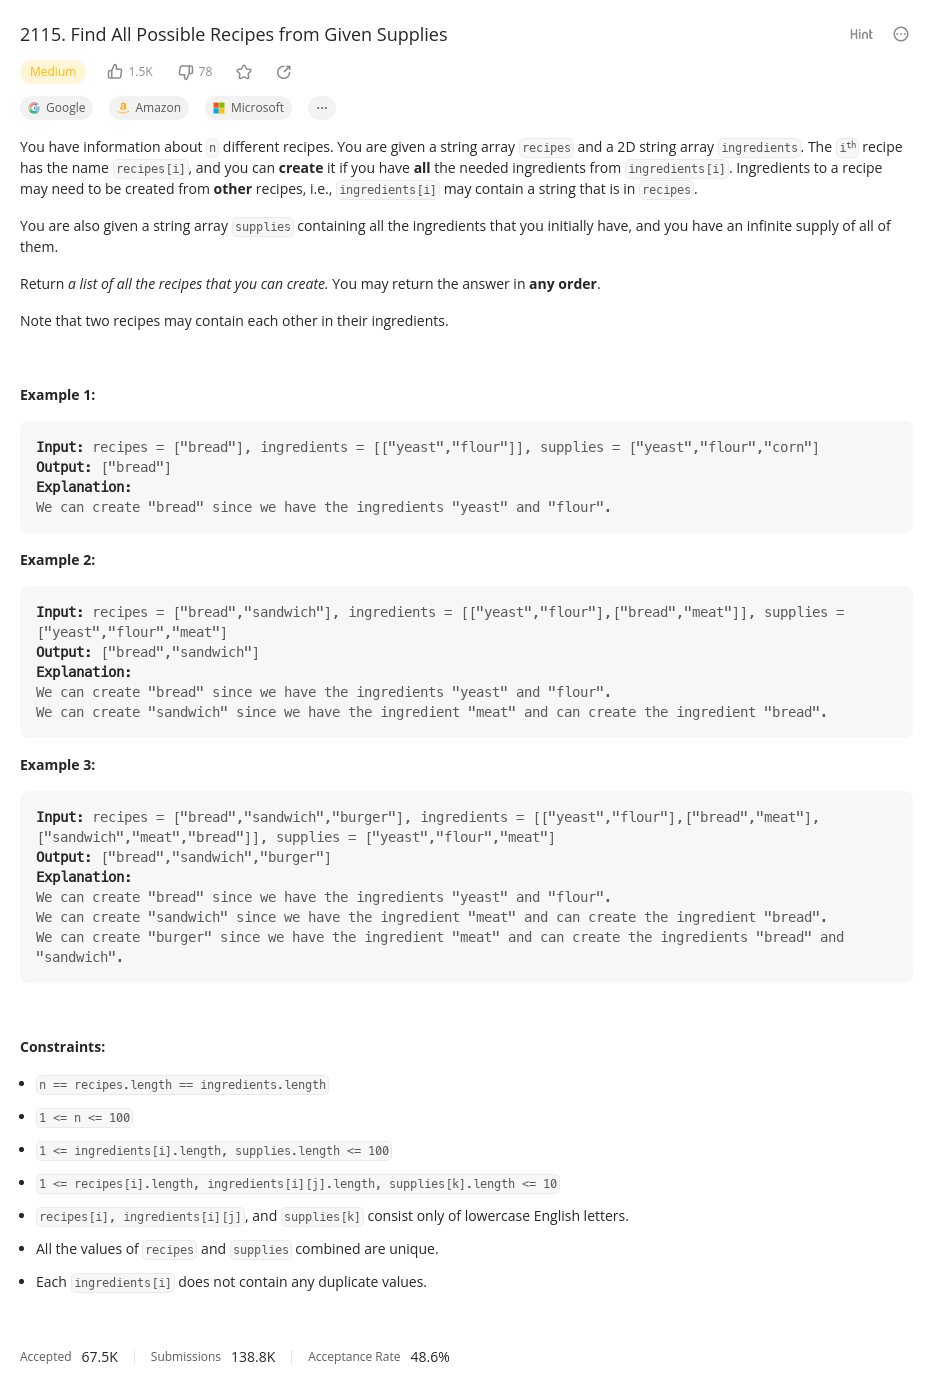 2115. Find All Possible Recipes from Given Supplies
Hint
Medium
1.5K
78
Google
Amazon
Microsoft
You have information about n different recipes. You are given a string array recipes and a 2D string array ingredients. The iᵗʰ recipe
has the name recipes[i], and you can create it if you have all the needed ingredients from ingredients[i]. Ingredients to a recipe
may need to be created from other recipes, i.e., ingredients[i] may contain a string that is in recipes.
You are also given a string array supplies containing all the ingredients that you initially have, and you have an infinite supply of all of
them.
Return a list of all the recipes that you can create. You may return the answer in any order.
Note that two recipes may contain each other in their ingredients.
Example 1:
Input: recipes = ["bread"], ingredients = [["yeast","flour"]], supplies = ["yeast","flour","corn"]
Output: ["bread"]
Explanation:
We can create "bread" since we have the ingredients "yeast" and "flour".
Example 2:
Input: recipes = ["bread","sandwich"], ingredients = [["yeast","flour"],["bread","meat"]], supplies =
["yeast","flour","meat"]
Output: ["bread","sandwich"]
Explanation:
We can create "bread" since we have the ingredients "yeast" and "flour".
We can create "sandwich" since we have the ingredient "meat" and can create the ingredient "bread".
Example 3:
Input: recipes = ["bread","sandwich","burger"], ingredients = [["yeast","flour"],["bread","meat"],
["sandwich","meat","bread"]], supplies = ["yeast","flour","meat"]
Output: ["bread","sandwich","burger"]
Explanation:
We can create "bread" since we have the ingredients "yeast" and "flour".
We can create "sandwich" since we have the ingredient "meat" and can create the ingredient "bread".
We can create "burger" since we have the ingredient "meat" and can create the ingredients "bread" and
"sandwich".
Constraints:
n == recipes.length == ingredients.length
1 <= n <= 100
1 <= ingredients[i].length, supplies.length <= 100
1 <= recipes[i].length, ingredients[i][j].length, supplies[k].length <= 10
recipes[i], ingredients[i][j], and supplies[k] consist only of lowercase English letters.
All the values of recipes and supplies combined are unique.
Each ingredients[i] does not contain any duplicate values.
Accepted 67.5K Submissions 138.8K Acceptance Rate 48.6%